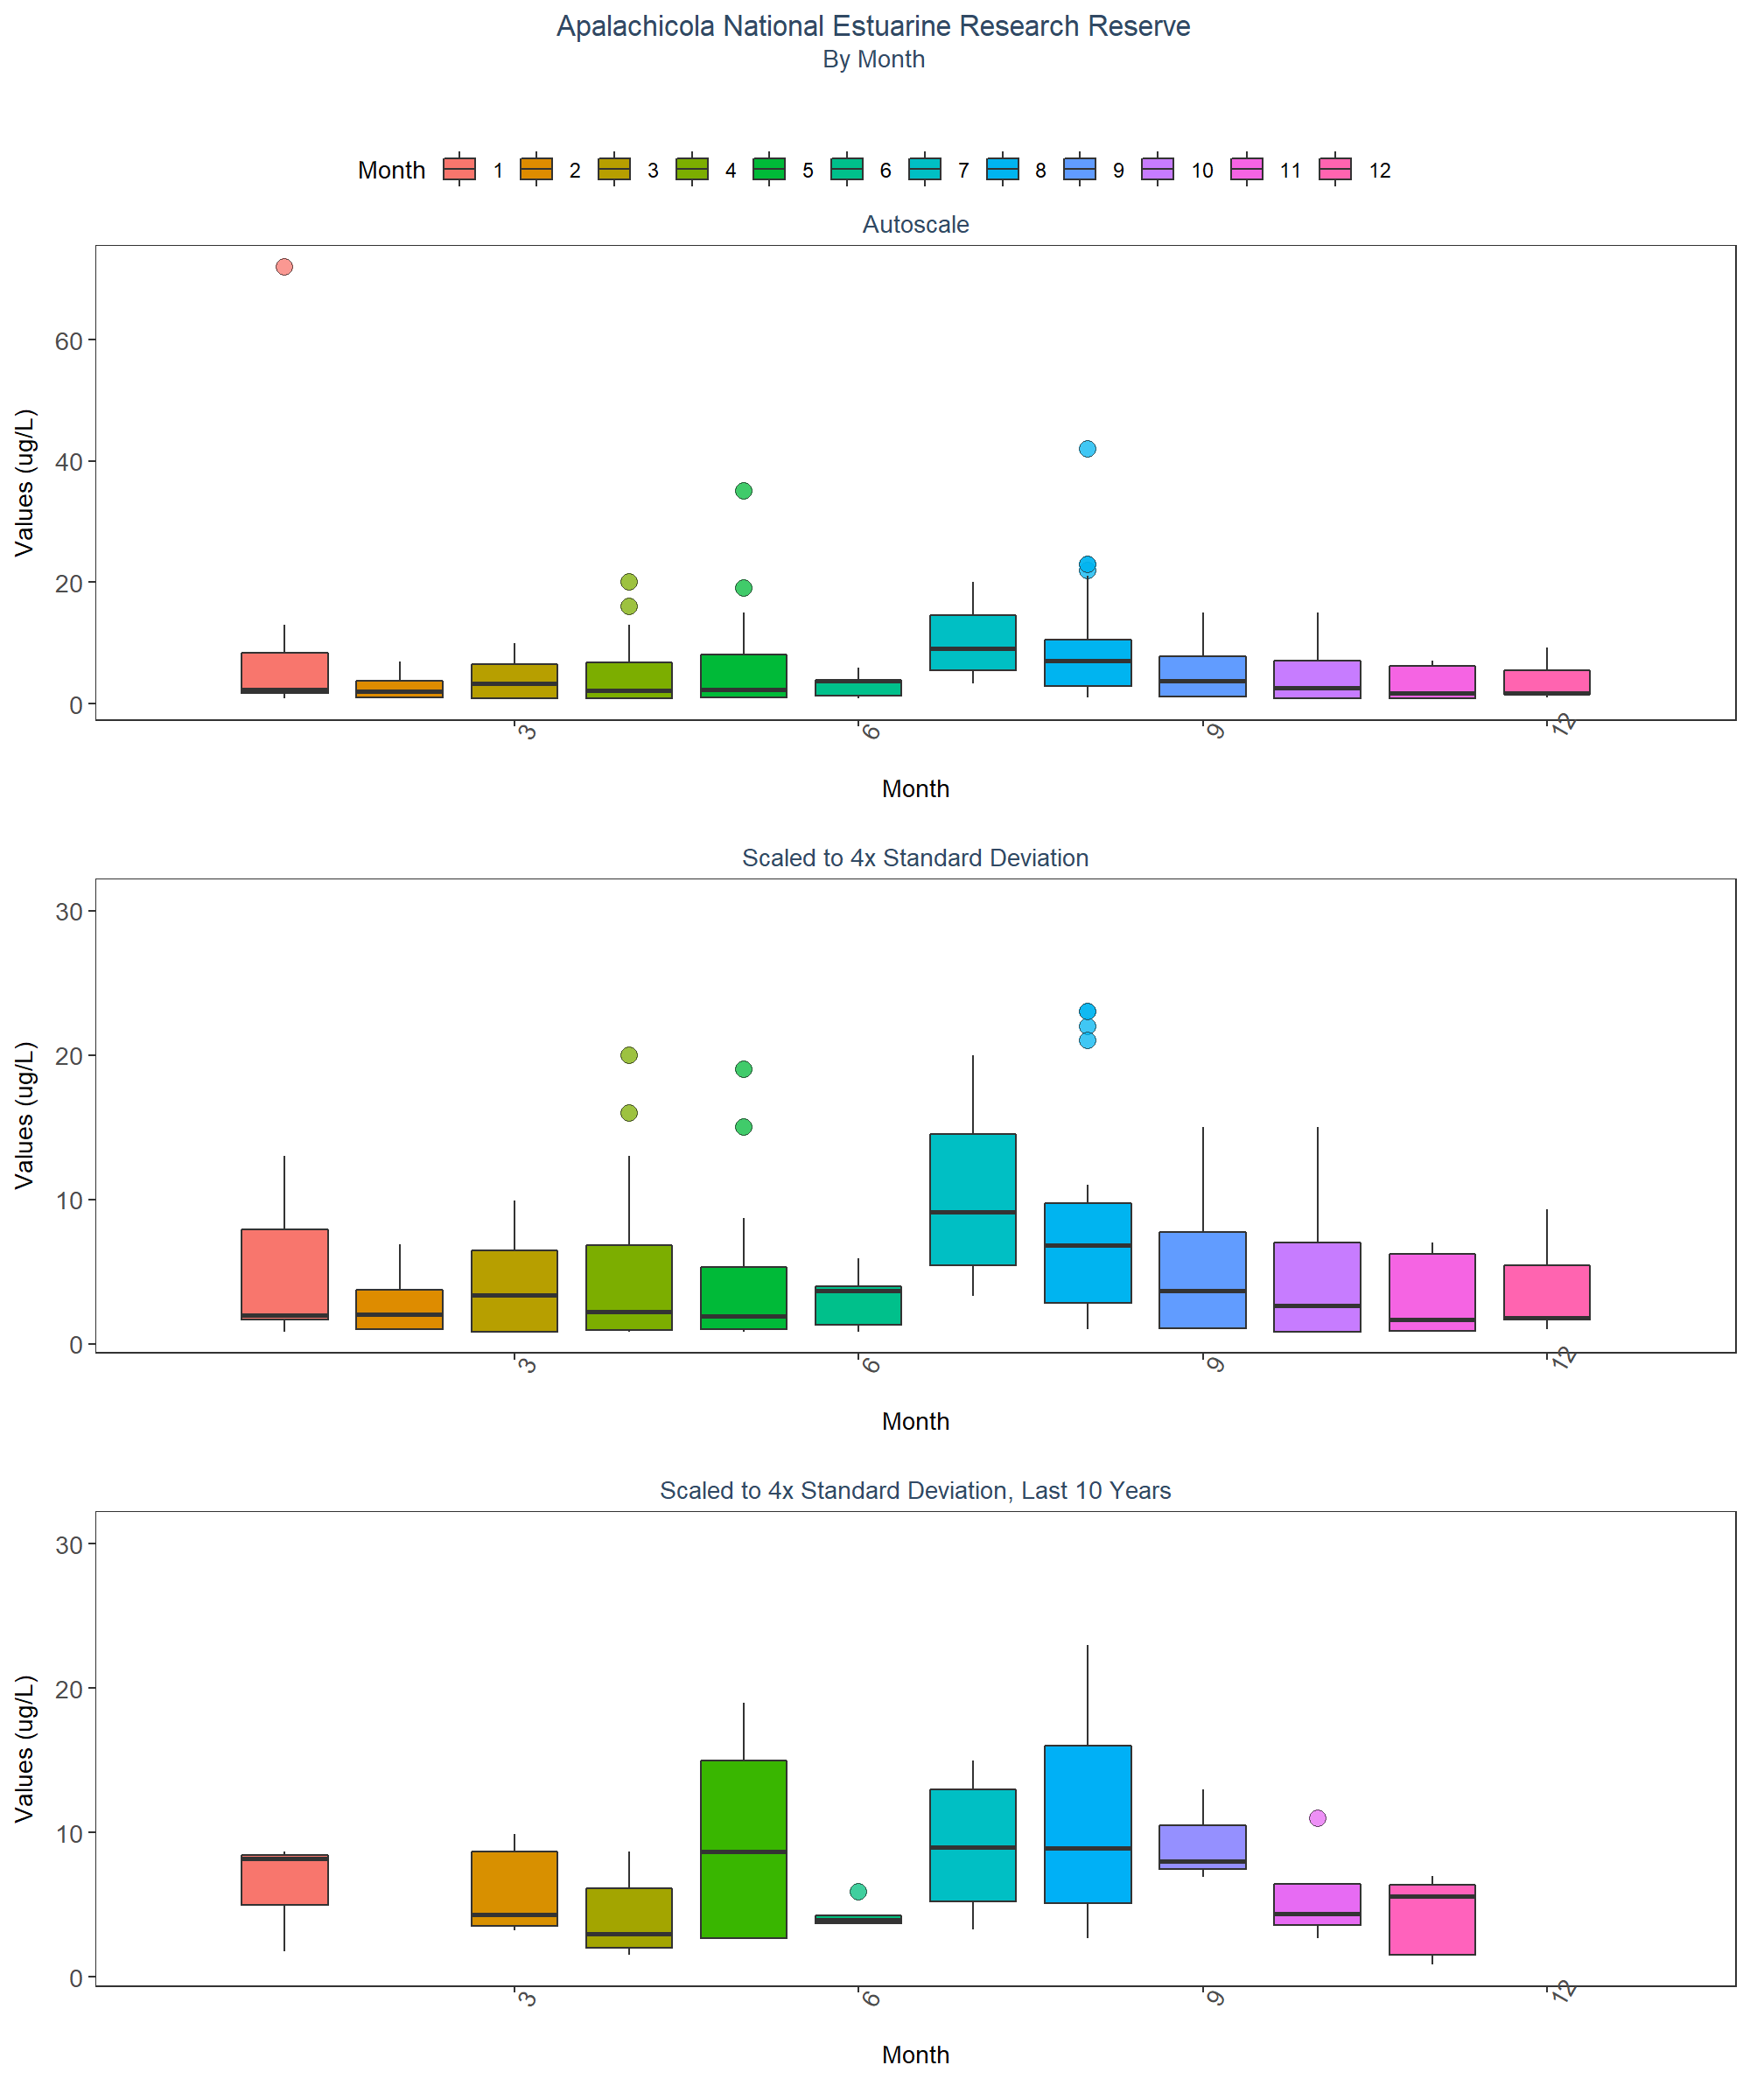 Apalachicola National Estuarine Research Reserve
By Month
Month 1 2 3 4 5 6 7 8 9 10 11 12
Autoscale
Values (ug/L)
60
40
20
0
3 6 9 12
Month
Scaled to 4x Standard Deviation
Values (ug/L)
30
20
10
0
3 6 9 12
Month
Scaled to 4x Standard Deviation, Last 10 Years
Values (ug/L)
30
20
10
0
3 6 9 12
Month